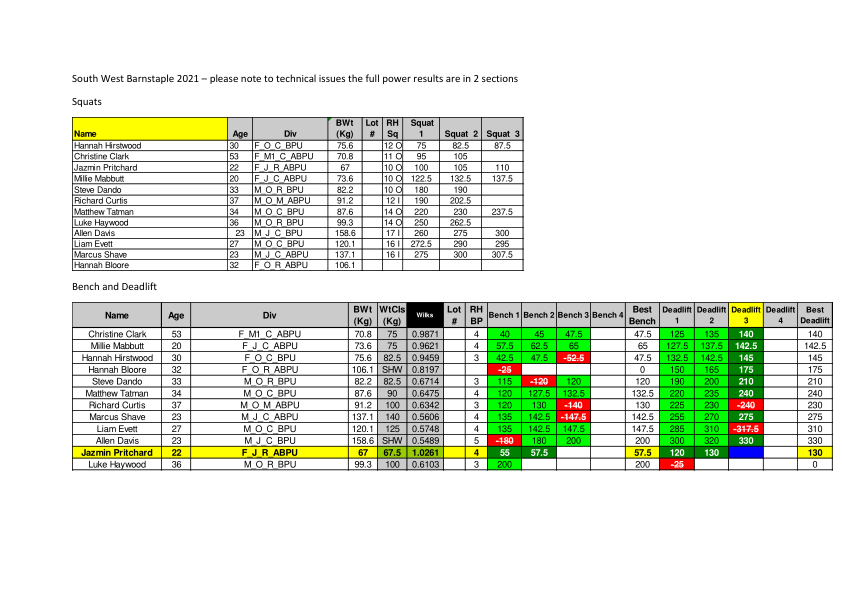 South West Barnstaple 2021 – please note to technical issues the full power results are in 2 sections
Squats
Name Age Div BWt (Kg) Lot # RH Sq Squat 1 Squat 2 Squat 3
Hannah Hirstwood 30 F_O_C_BPU 75.6 12 O 75 82.5 87.5
Christine Clark 53 F_M1_C_ABPU 70.8 11 O 95 105
Jazmin Pritchard 22 F_J_R_ABPU 67 10 O 100 105 110
Millie Mabbutt 20 F_J_C_ABPU 73.6 10 O 122.5 132.5 137.5
Steve Dando 33 M_O_R_BPU 82.2 10 O 180 190
Richard Curtis 37 M_O_M_ABPU 91.2 12 I 190 202.5
Matthew Tatman 34 M_O_C_BPU 87.6 14 O 220 230 237.5
Luke Haywood 36 M_O_R_BPU 99.3 14 O 250 262.5
Allen Davis 23 M_J_C_BPU 158.6 17 I 260 275 300
Liam Evett 27 M_O_C_BPU 120.1 16 I 272.5 290 295
Marcus Shave 23 M_J_C_ABPU 137.1 16 I 275 300 307.5
Hannah Bloore 32 F_O_R_ABPU 106.1
Bench and Deadlift
Name Age Div BWt (Kg) WtCls (Kg) Wilks Lot # RH BP Bench 1 Bench 2 Bench 3 Bench 4 Best Bench Deadlift 1 Deadlift 2 Deadlift 3 Deadlift 4 Best Deadlift
Christine Clark 53 F_M1_C_ABPU 70.8 75 0.9871 4 40 45 47.5 47.5 125 135 140 140
Millie Mabbutt 20 F_J_C_ABPU 73.6 75 0.9621 4 57.5 62.5 65 65 127.5 137.5 142.5 142.5
Hannah Hirstwood 30 F_O_C_BPU 75.6 82.5 0.9459 3 42.5 47.5 -52.5 47.5 132.5 142.5 145 145
Hannah Bloore 32 F_O_R_ABPU 106.1 SHW 0.8197 -25 0 150 165 175 175
Steve Dando 33 M_O_R_BPU 82.2 82.5 0.6714 3 115 -120 120 120 190 200 210 210
Matthew Tatman 34 M_O_C_BPU 87.6 90 0.6475 4 120 127.5 132.5 132.5 220 235 240 240
Richard Curtis 37 M_O_M_ABPU 91.2 100 0.6342 3 120 130 -140 130 225 230 -240 230
Marcus Shave 23 M_J_C_ABPU 137.1 140 0.5606 4 135 142.5 -147.5 142.5 255 270 275 275
Liam Evett 27 M_O_C_BPU 120.1 125 0.5748 4 135 142.5 147.5 147.5 285 310 -317.5 310
Allen Davis 23 M_J_C_BPU 158.6 SHW 0.5489 5 -180 180 200 200 300 320 330 330
Jazmin Pritchard 22 F_J_R_ABPU 67 67.5 1.0261 4 55 57.5 57.5 120 130 130
Luke Haywood 36 M_O_R_BPU 99.3 100 0.6103 3 200 200 -25 0